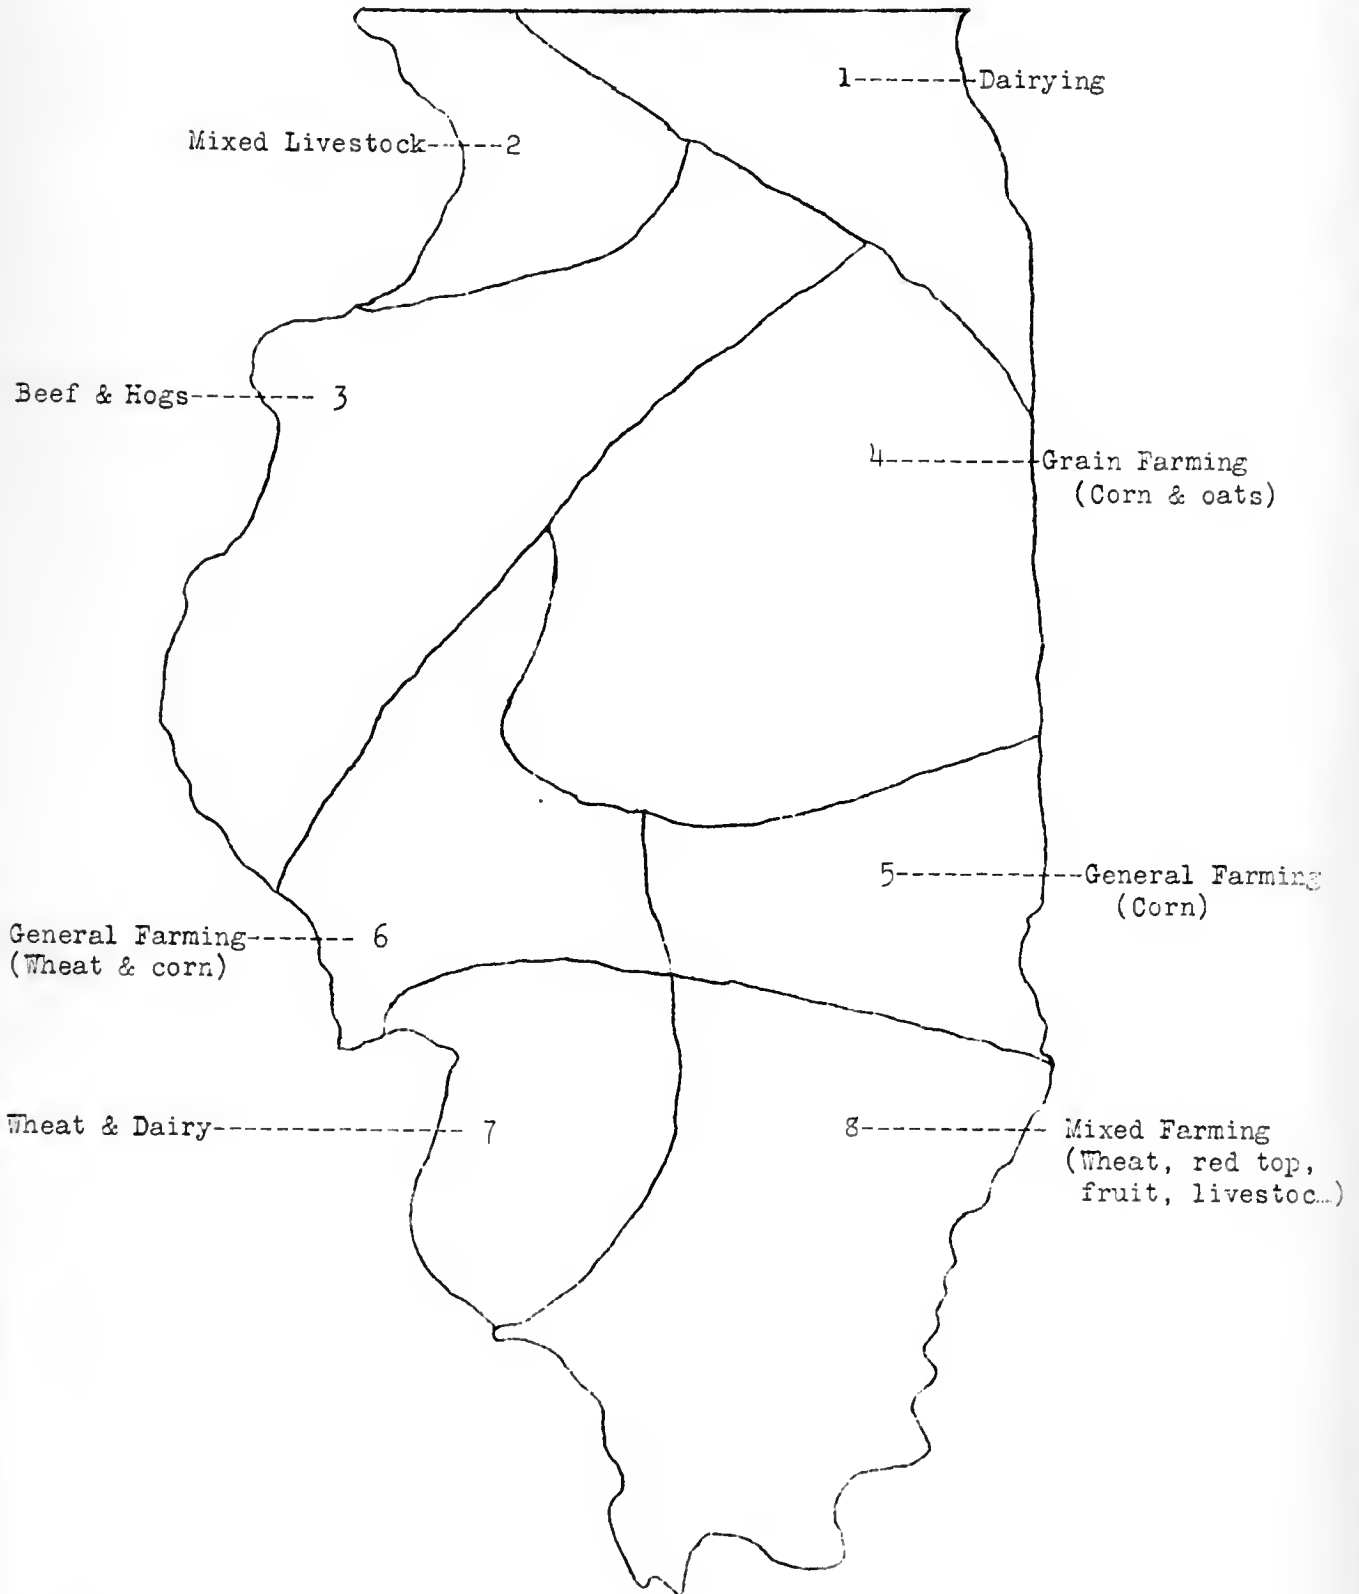 1--------Dairying
Mixed Livestock------2
Beef & Hogs--------- 3
4----------Grain Farming
(Corn & oats)
5------------General Farming
(Corn)
General Farming------- 6
(Wheat & corn)
Wheat & Dairy--------------- 7
8----------- Mixed Farming
(Wheat, red top,
fruit, livestoc…)